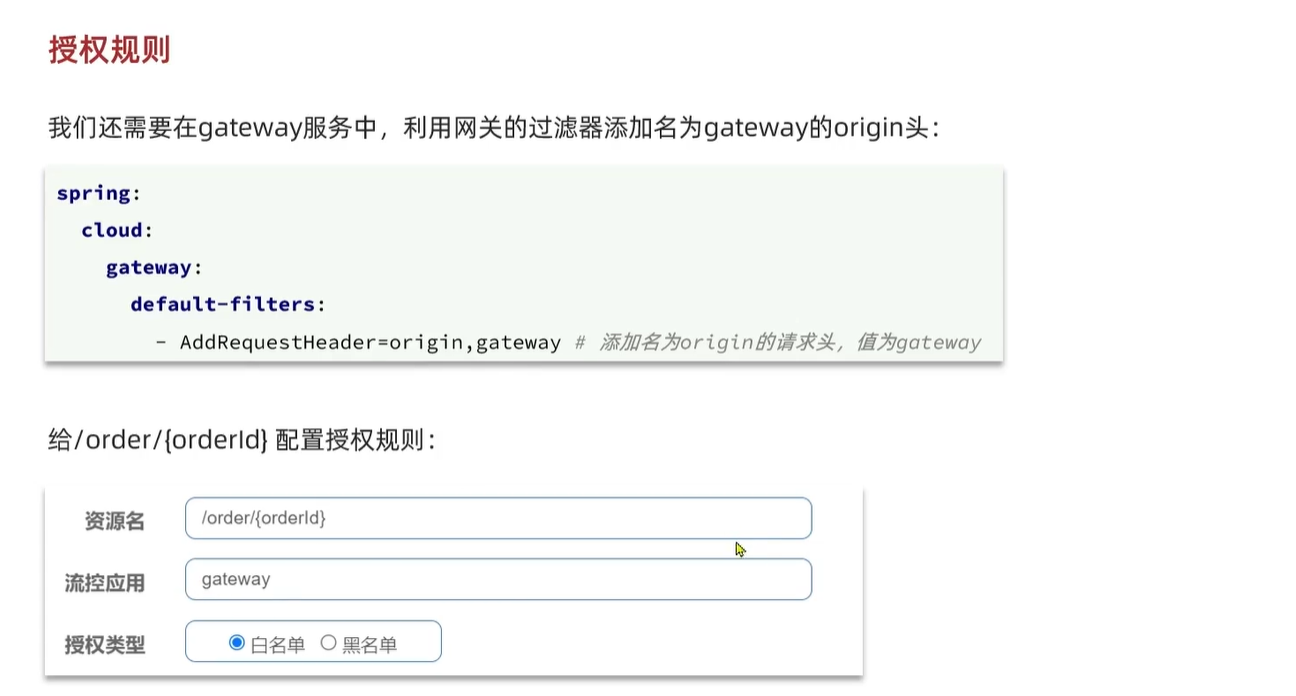 授权规则
我们还需要在gateway服务中，利用网关的过滤器添加名为gateway的origin头：
spring:
  cloud:
    gateway:
      default-filters:
        - AddRequestHeader=origin,gateway # 添加名为origin的请求头，值为gateway
给/order/{orderId} 配置授权规则：
资源名 /order/{orderId}
流控应用 gateway
授权类型 白名单 黑名单